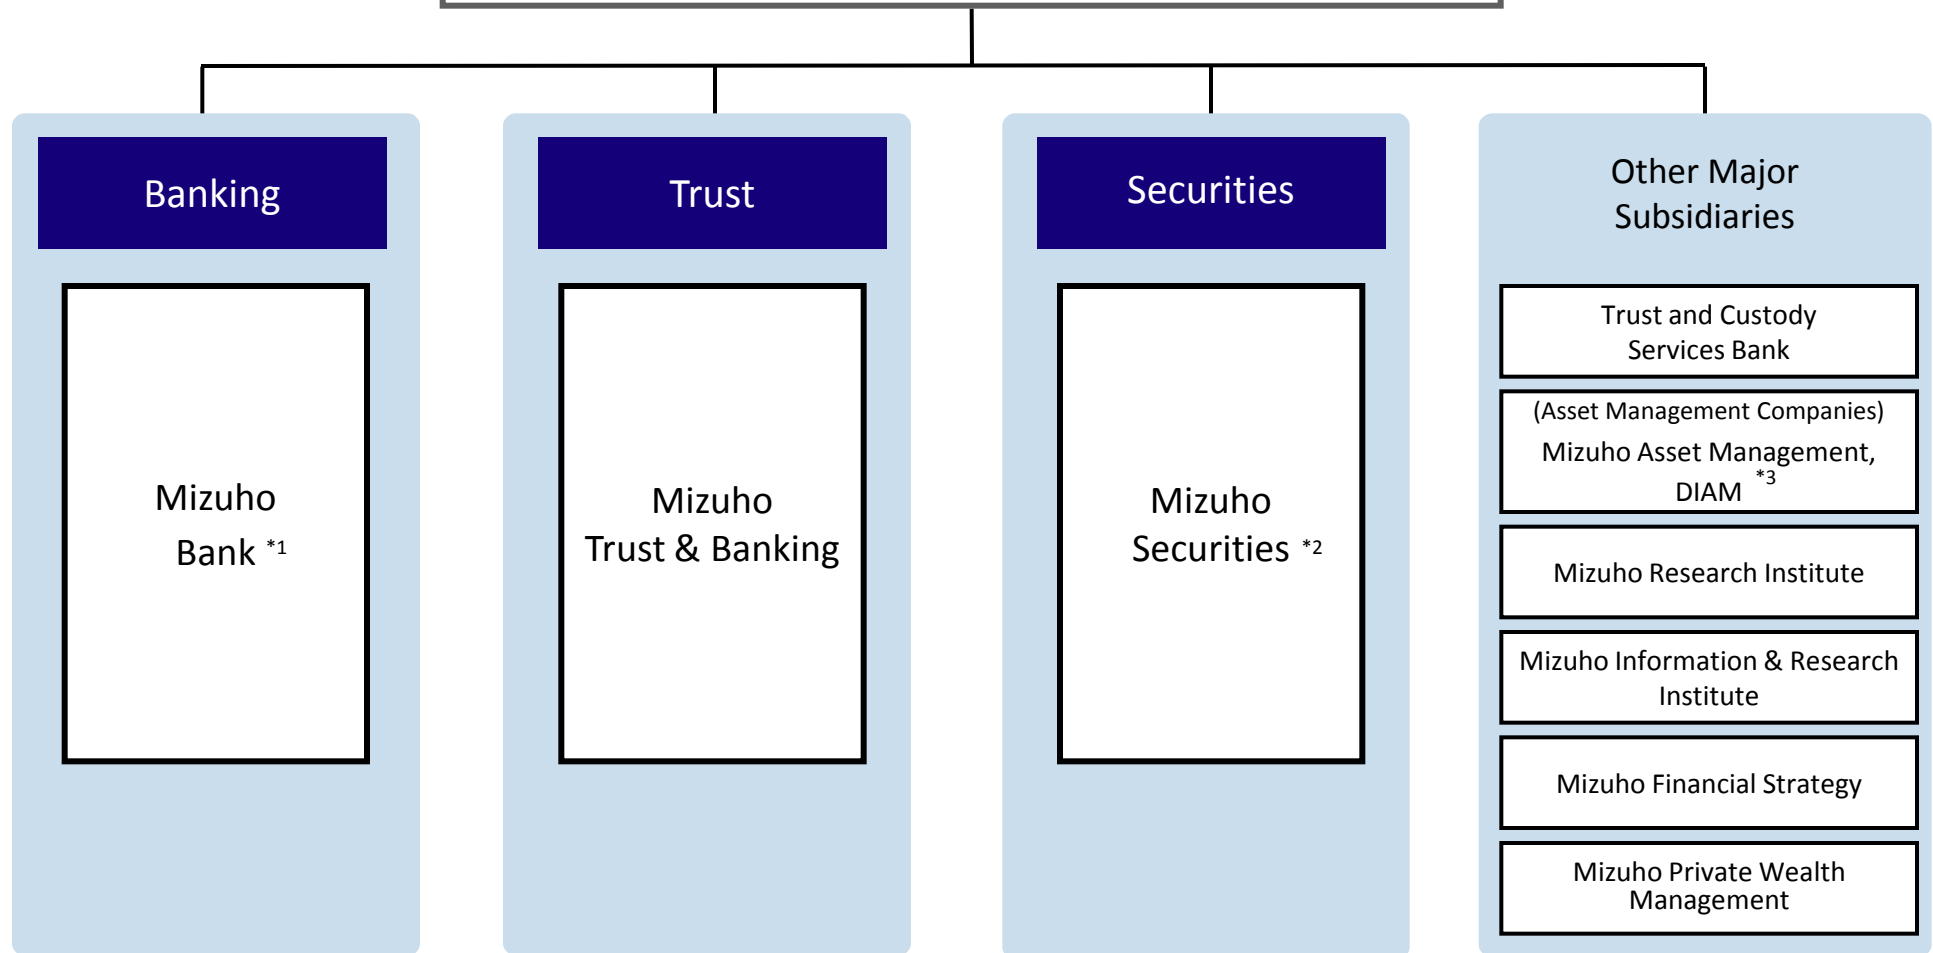 Banking
Mizuho
Bank *1
Trust
Mizuho
Trust & Banking
Securities
Mizuho
Securities *2
Other Major
Subsidiaries
Trust and Custody
Services Bank
(Asset Management Companies)
Mizuho Asset Management,
DIAM *3
Mizuho Research Institute
Mizuho Information & Research
Institute
Mizuho Financial Strategy
Mizuho Private Wealth
Management